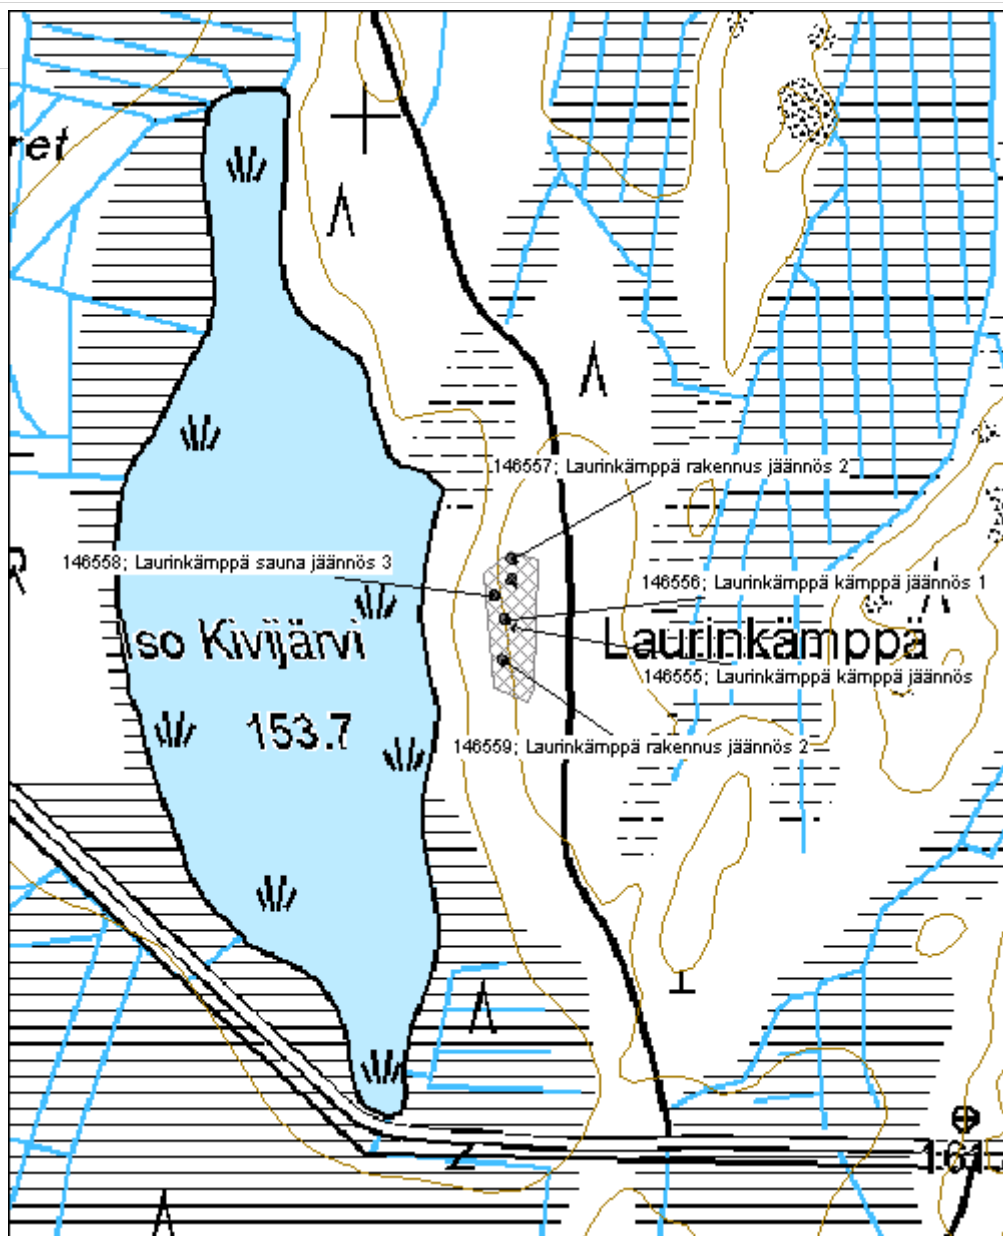 ret
146557; Laurinkämppä rakennus jäännös 2
146558; Laurinkämppä sauna jäännös 3
146556; Laurinkämppä kämppä jäännös 1
Iso Kivijärvi
Laurinkämppä
146555; Laurinkämppä kämppä jäännös
153.7
146559; Laurinkämppä rakennus jäännös 2